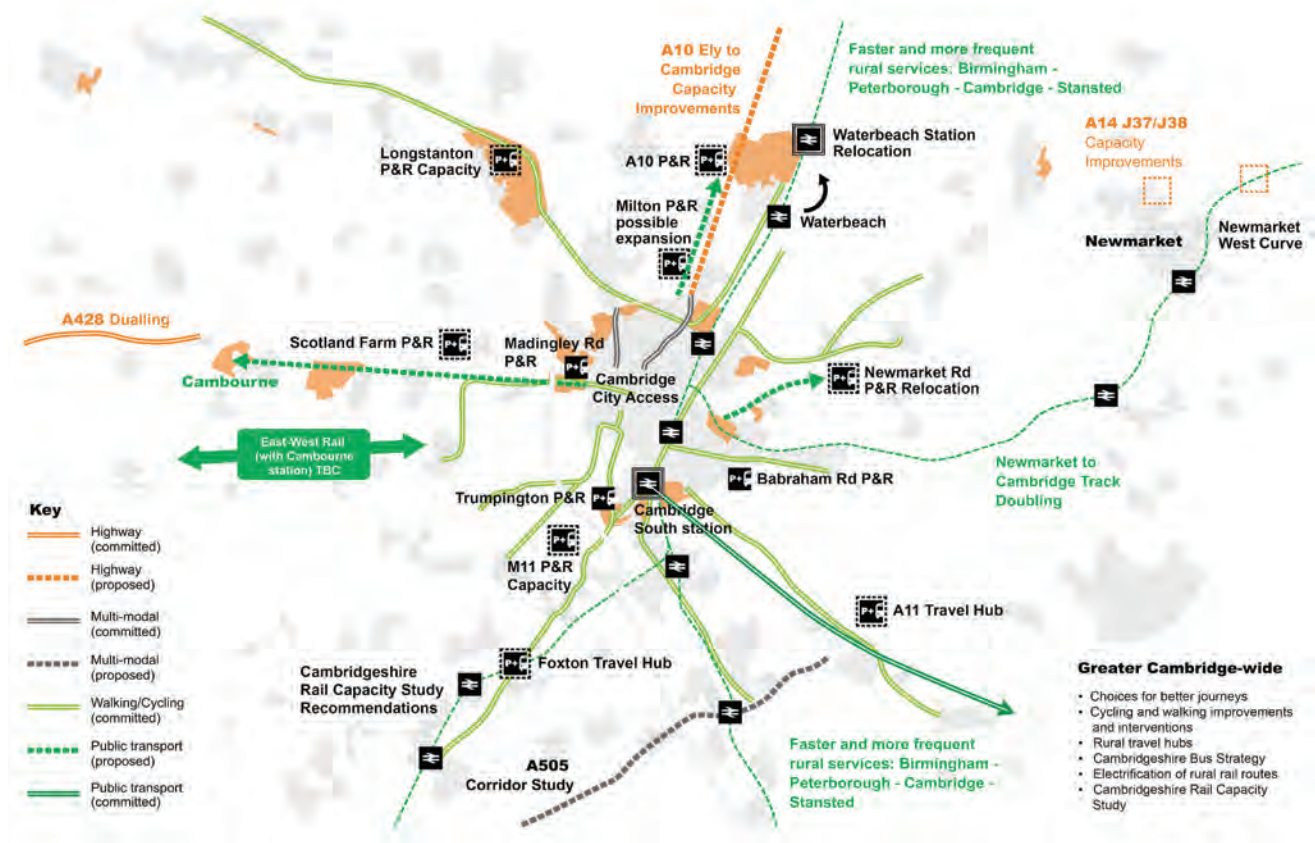 A10 Ely to
Cambridge
Capacity
Improvements
Faster and more frequent
rural services: Birmingham -
Peterborough - Cambridge - Stansted
A14 J37/J38
Capacity
Improvements
Longstanton
P&R Capacity
P+
A10 P&R
P+
Waterbeach Station
Relocation
Milton P&R
possible
expansion
P+
Waterbeach
Newmarket
Newmarket
West Curve
A428 Dualling
Scotland Farm P&R
P+
Madingley Rd
P&R
P+
Cambourne
Cambridge
City Access
Newmarket Rd
P&R Relocation
P+
East-West Rail
(with Cambourne
station) TBC
Newmarket to
Cambridge Track
Doubling
Trumpington P&R
P+
P+
Babraham Rd P&R
Cambridge
South station
P+
M11 P&R
Capacity
P+
A11 Travel Hub
P+
Foxton Travel Hub
Cambridgeshire
Rail Capacity Study
Recommendations
A505
Corridor Study
Faster and more frequent
rural services: Birmingham -
Peterborough - Cambridge -
Stansted
Key
Highway
(committed)
Highway
(proposed)
Multi-modal
(committed)
Multi-modal
(proposed)
Walking/Cycling
(committed)
Public transport
(proposed)
Public transport
(committed)
Greater Cambridge-wide
• Choices for better journeys
• Cycling and walking improvements
and interventions
• Rural travel hubs
• Cambridgeshire Bus Strategy
• Electrification of rural rail routes
• Cambridgeshire Rail Capacity
Study